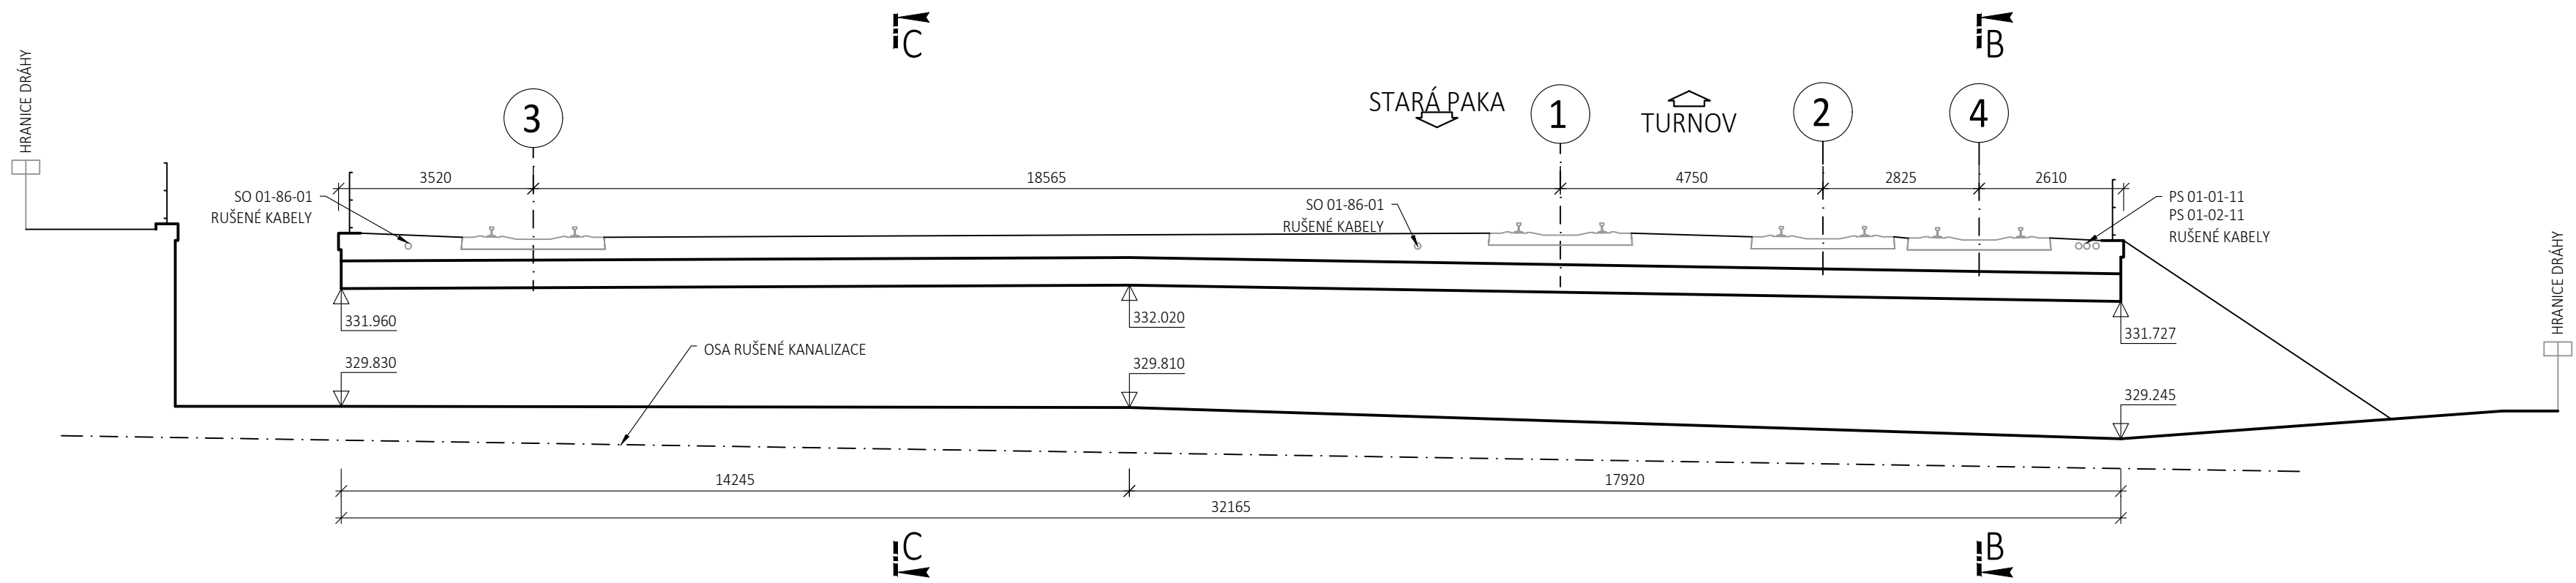 C
B
HRANICE DRÁHY
3
STARÁ PAKA
1
TURNOV
2
4
3520
18565
4750
2825
2610
SO 01-86-01
RUŠENÉ KABELY
SO 01-86-01
RUŠENÉ KABELY
PS 01-01-11
PS 01-02-11
RUŠENÉ KABELY
HRANICE DRÁHY
331.960
332.020
331.727
OSA RUŠENÉ KANALIZACE
329.830
329.810
329.245
14245
17920
32165
C
B